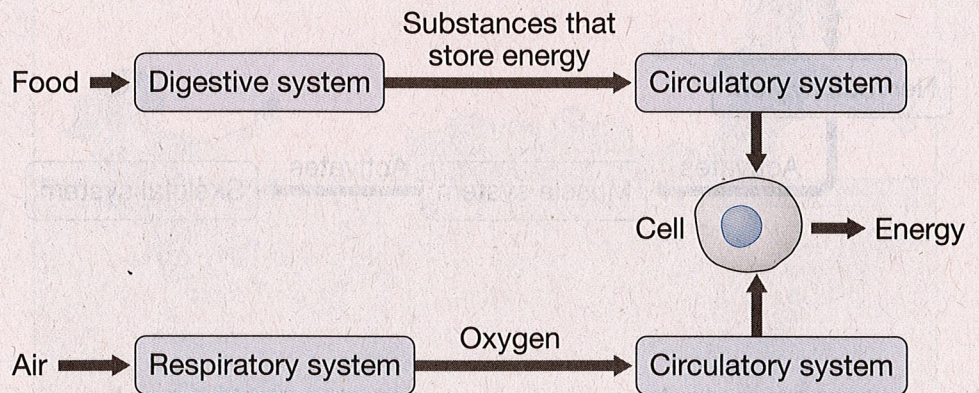 Substances that
store energy
Food
Digestive system
Circulatory system
Cell
Energy
Air
Respiratory system
Oxygen
Circulatory system